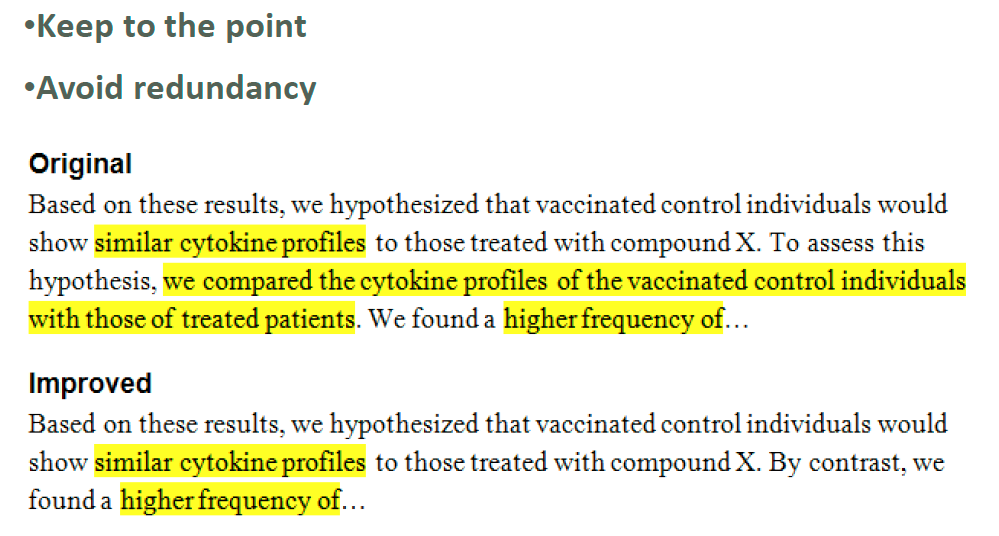 •Keep to the point
•Avoid redundancy
Original
Based on these results, we hypothesized that vaccinated control individuals would
show similar cytokine profiles to those treated with compound X. To assess this
hypothesis, we compared the cytokine profiles of the vaccinated control individuals
with those of treated patients. We found a higher frequency of…
Improved
Based on these results, we hypothesized that vaccinated control individuals would
show similar cytokine profiles to those treated with compound X. By contrast, we
found a higher frequency of…